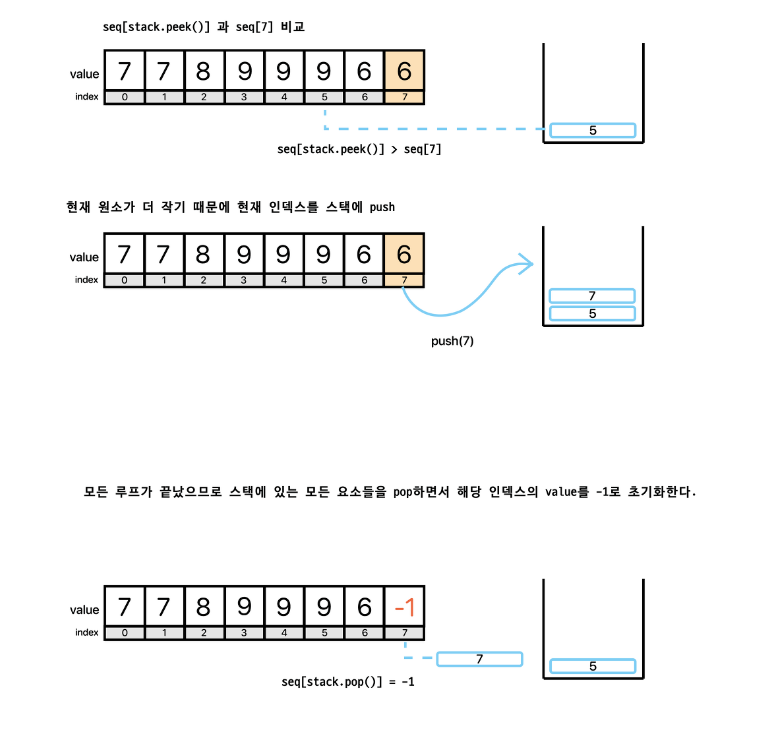 seq[stack.peek()] 과 seq[7] 비교
value 7 7 8 9 9 9 6 6
index 0 1 2 3 4 5 6 7
5
seq[stack.peek()] > seq[7]
현재 원소가 더 작기 때문에 현재 인덱스를 스택에 push
value 7 7 8 9 9 9 6 6
index 0 1 2 3 4 5 6 7
7
5
push(7)
모든 루프가 끝났으므로 스택에 있는 모든 요소들을 pop하면서 해당 인덱스의 value를 -1로 초기화한다.
value 7 7 8 9 9 9 6 -1
index 0 1 2 3 4 5 6 7
7
5
seq[stack.pop()] = -1